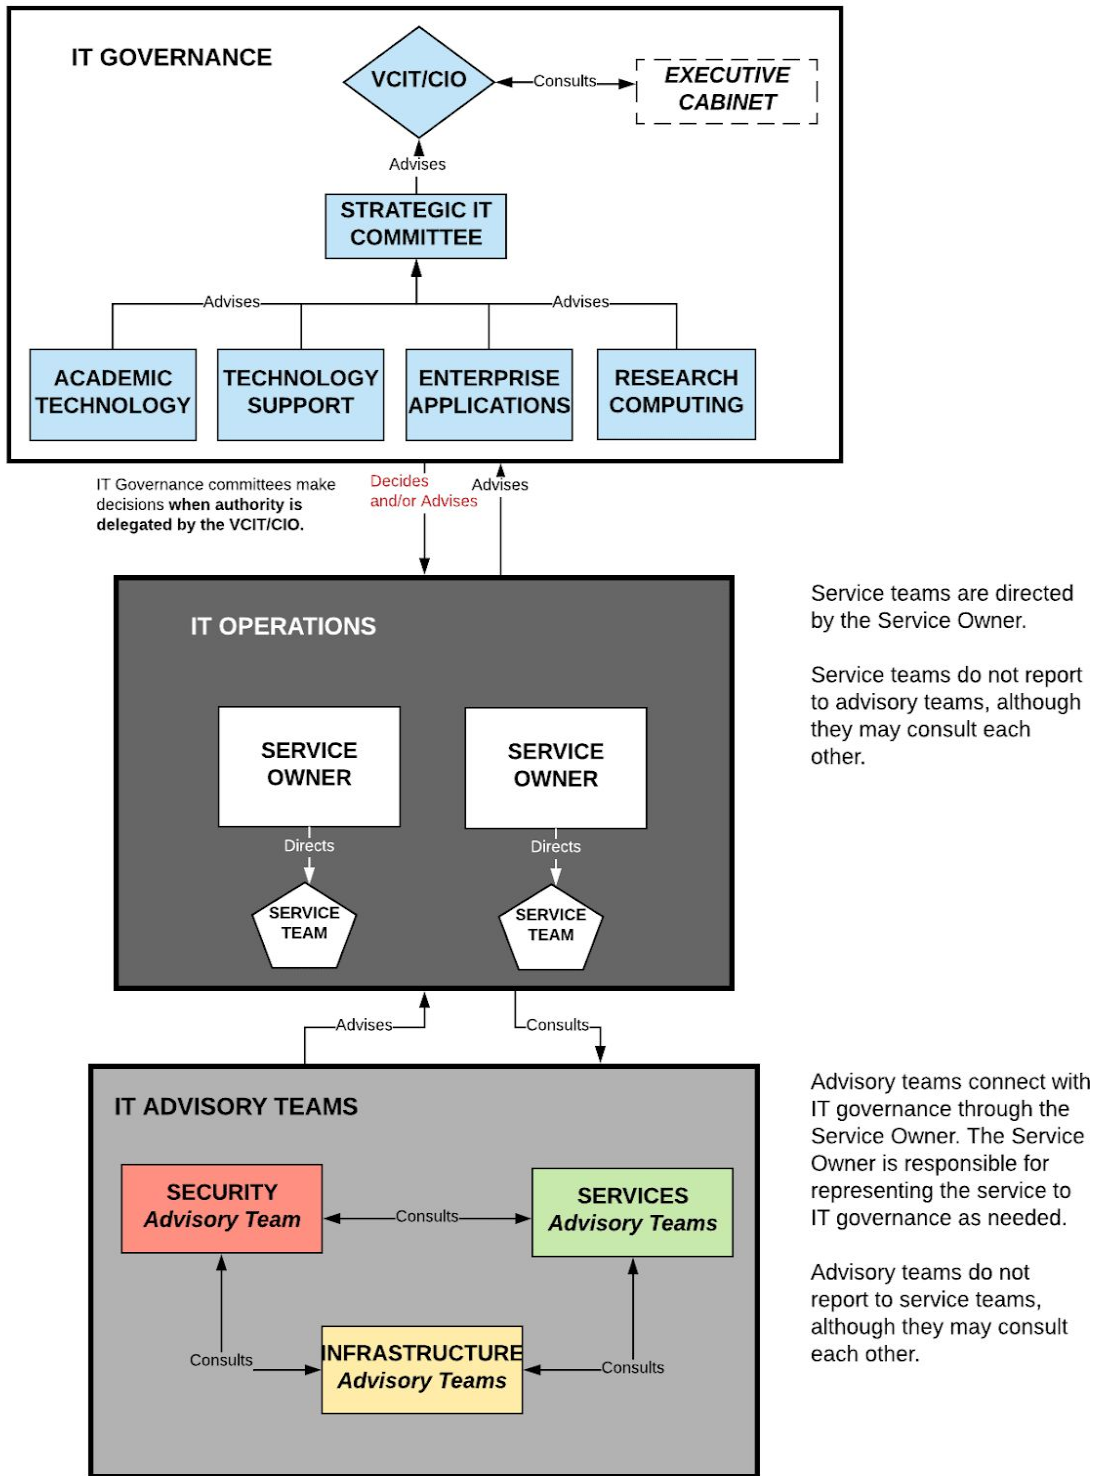 IT GOVERNANCE
VCIT/CIO
Consults
EXECUTIVE
CABINET
Advises
STRATEGIC IT
COMMITTEE
Advises
Advises
ACADEMIC
TECHNOLOGY
TECHNOLOGY
SUPPORT
ENTERPRISE
APPLICATIONS
RESEARCH
COMPUTING
IT Governance committees make
decisions when authority is
delegated by the VCIT/CIO.
Decides
and/or Advises
Advises
IT OPERATIONS
SERVICE
OWNER
SERVICE
OWNER
Directs
Directs
SERVICE
TEAM
SERVICE
TEAM
Service teams are directed
by the Service Owner.
Service teams do not report
to advisory teams, although
they may consult each
other.
Advises
Consults
IT ADVISORY TEAMS
SECURITY
Advisory Team
Consults
SERVICES
Advisory Teams
Consults
INFRASTRUCTURE
Advisory Teams
Consults
Advisory teams connect with
IT governance through the
Service Owner. The Service
Owner is responsible for
representing the service to
IT governance as needed.
Advisory teams do not
report to service teams,
although they may consult
each other.